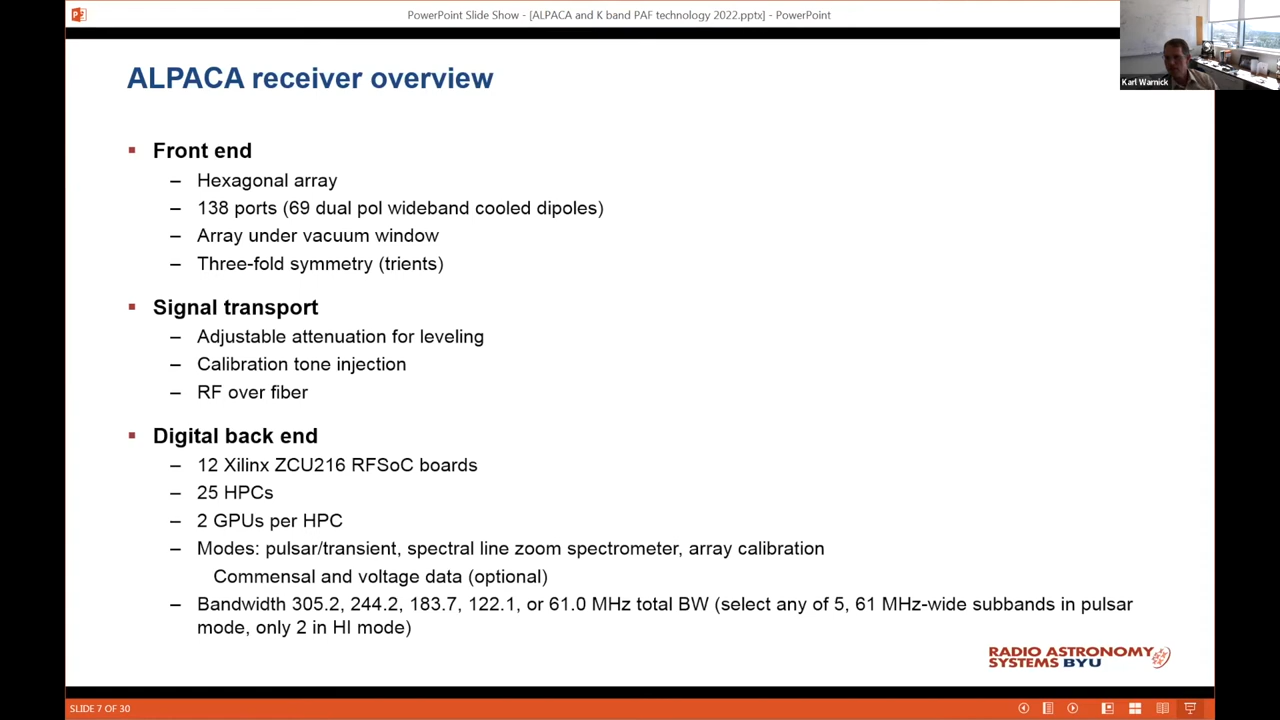 PowerPoint Slide Show - [ALPACA and K band PAF technology 2022.pptx] - PowerPoint
Karl Warnick
ALPACA receiver overview
Front end
– Hexagonal array
– 138 ports (69 dual pol wideband cooled dipoles)
– Array under vacuum window
– Three-fold symmetry (trients)
Signal transport
– Adjustable attenuation for leveling
– Calibration tone injection
– RF over fiber
Digital back end
– 12 Xilinx ZCU216 RFSoC boards
– 25 HPCs
– 2 GPUs per HPC
– Modes: pulsar/transient, spectral line zoom spectrometer, array calibration
Commensal and voltage data (optional)
– Bandwidth 305.2, 244.2, 183.7, 122.1, or 61.0 MHz total BW (select any of 5, 61 MHz-wide subbands in pulsar
mode, only 2 in HI mode)
RADIO ASTRONOMY
SYSTEMS BYU
SLIDE 7 OF 30